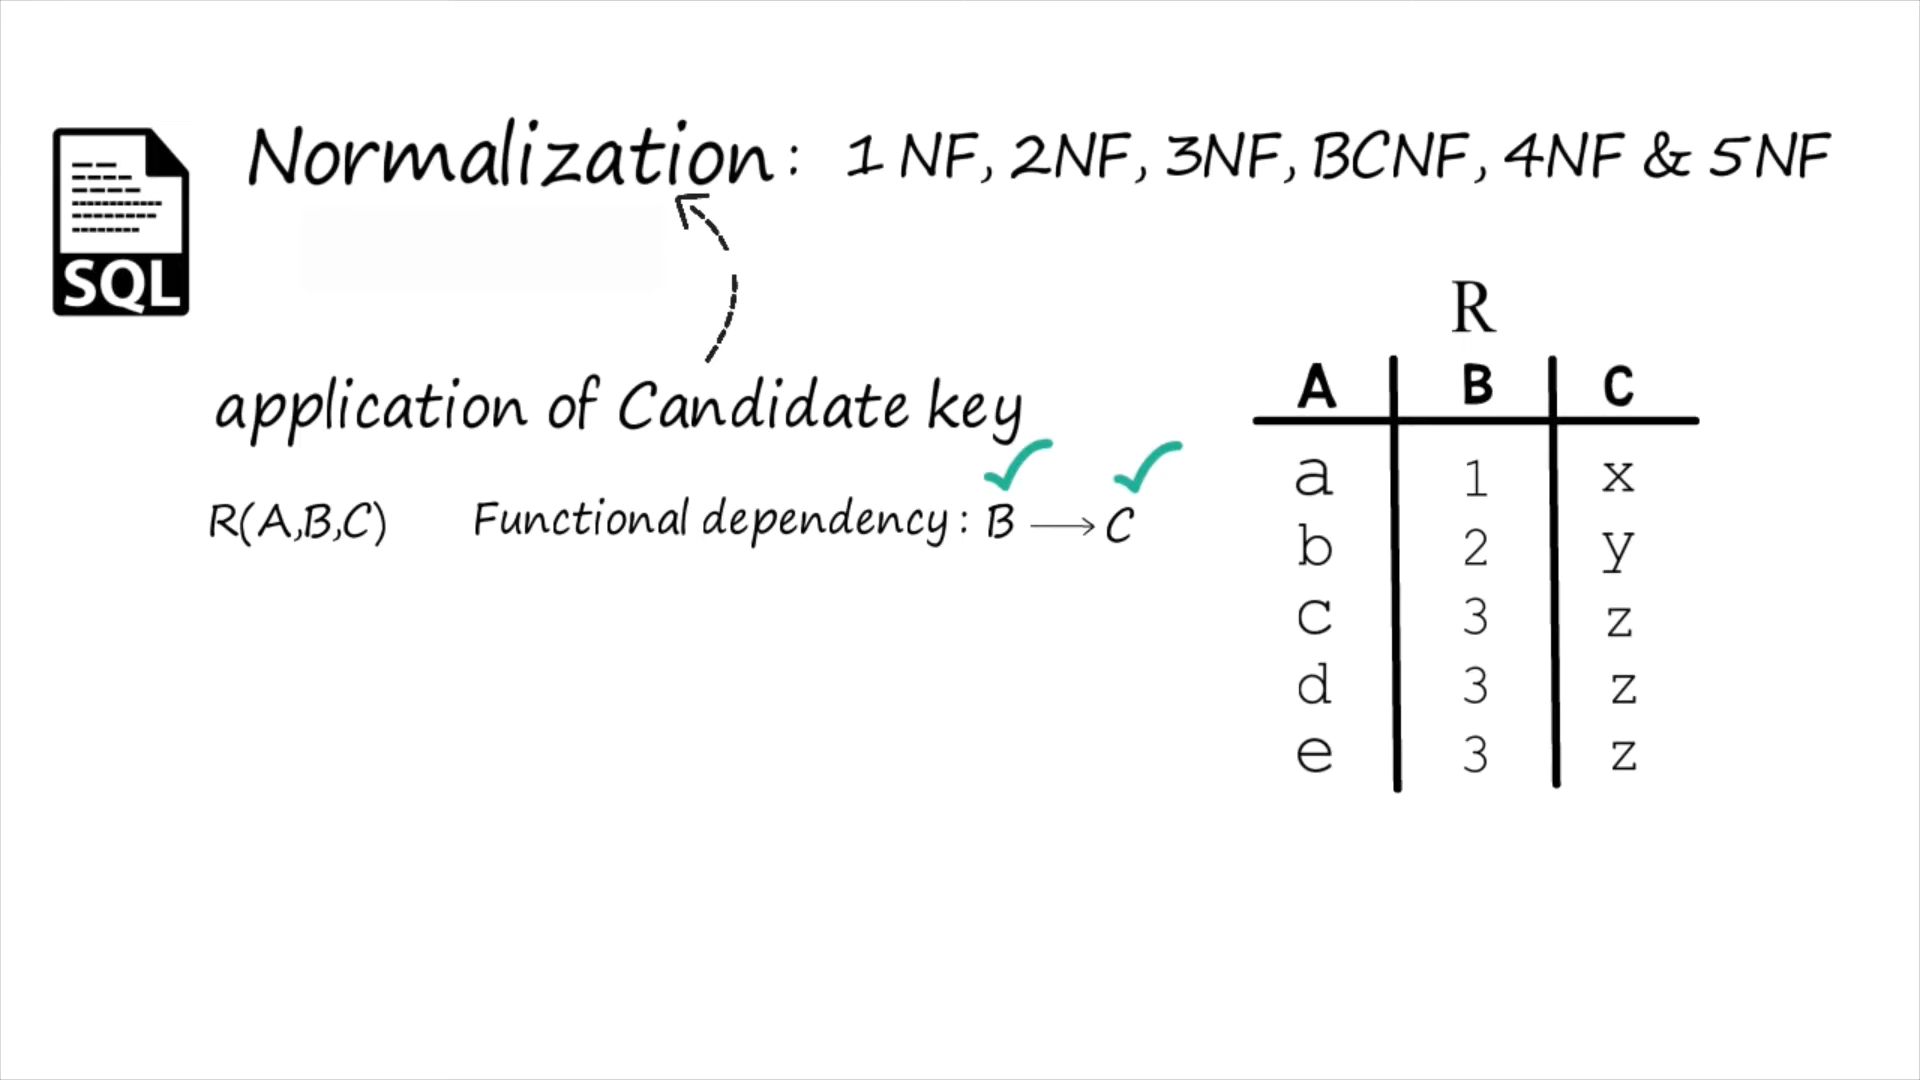 Normalization: 1NF, 2NF, 3NF, BCNF, 4NF & 5NF
SQL
application of Candidate key
R(A,B,C) Functional dependency: B → C
R
A B C
a 1 x
b 2 y
c 3 z
d 3 z
e 3 z